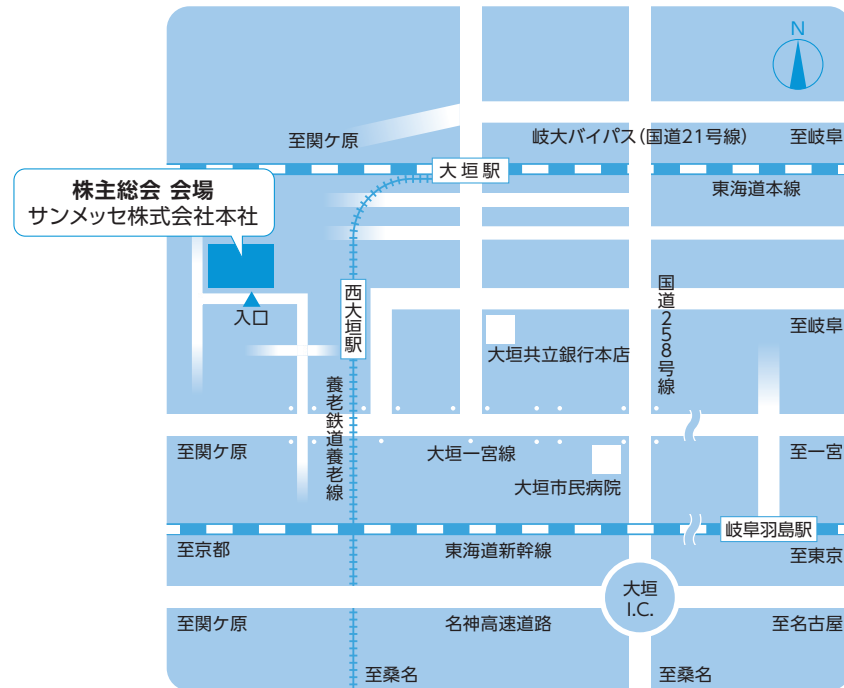 N
至関ケ原
岐大バイパス(国道21号線)
至岐阜
大垣駅
東海道本線
株主総会 会場
サンメッセ株式会社本社
入口
西大垣駅
国道258号線
至岐阜
大垣共立銀行本店
養老鉄道養老線
至関ケ原
大垣一宮線
至一宮
大垣市民病院
岐阜羽島駅
至京都
東海道新幹線
至東京
大垣
I.C.
至関ケ原
名神高速道路
至名古屋
至桑名
至桑名